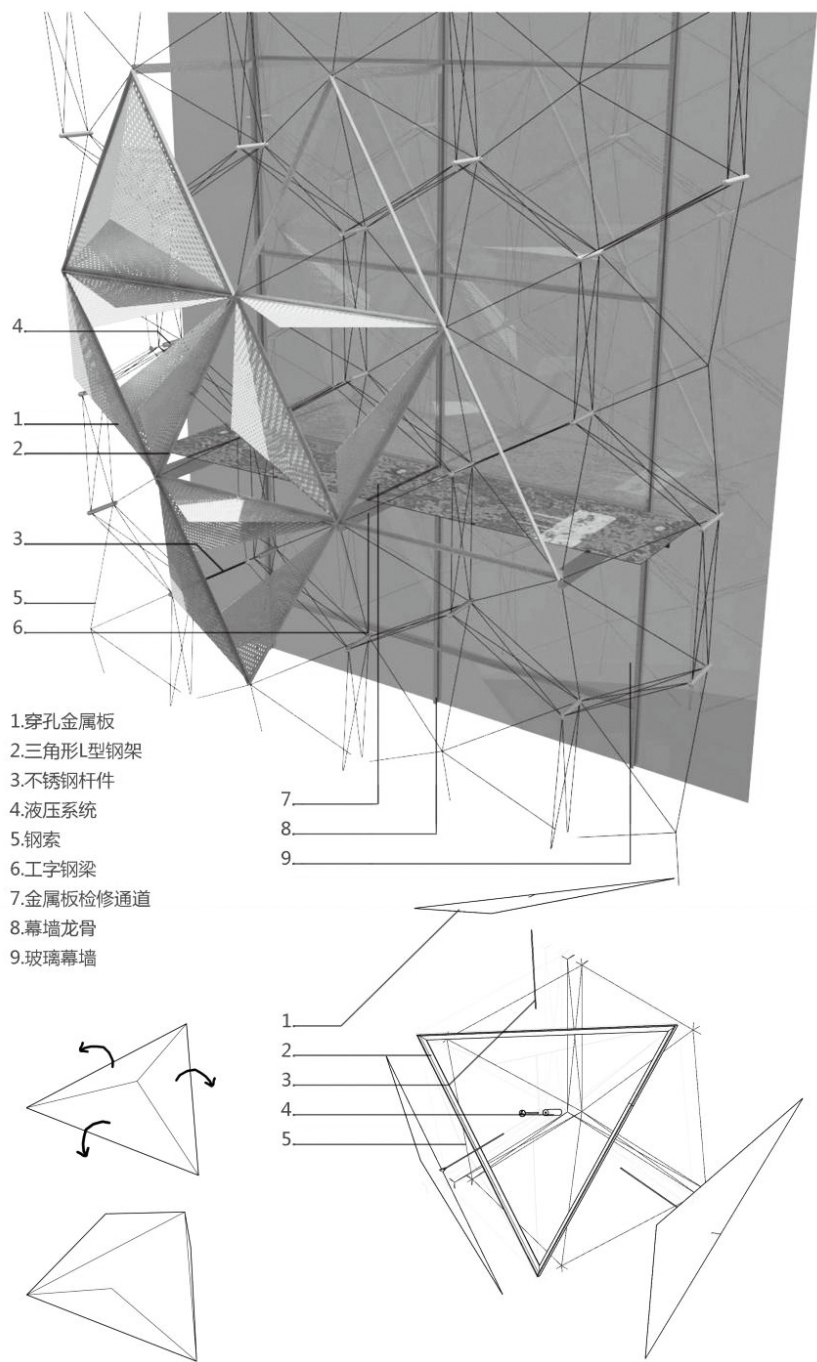 4.
1.
2.
3.
5.
6.
1.穿孔金属板
2.三角形L型钢架
3.不锈钢杆件
4.液压系统
5.钢索
6.工字钢梁
7.金属板检修通道
8.幕墙龙骨
9.玻璃幕墙
7.
8.
9.
1.
2.
3.
4.
5.